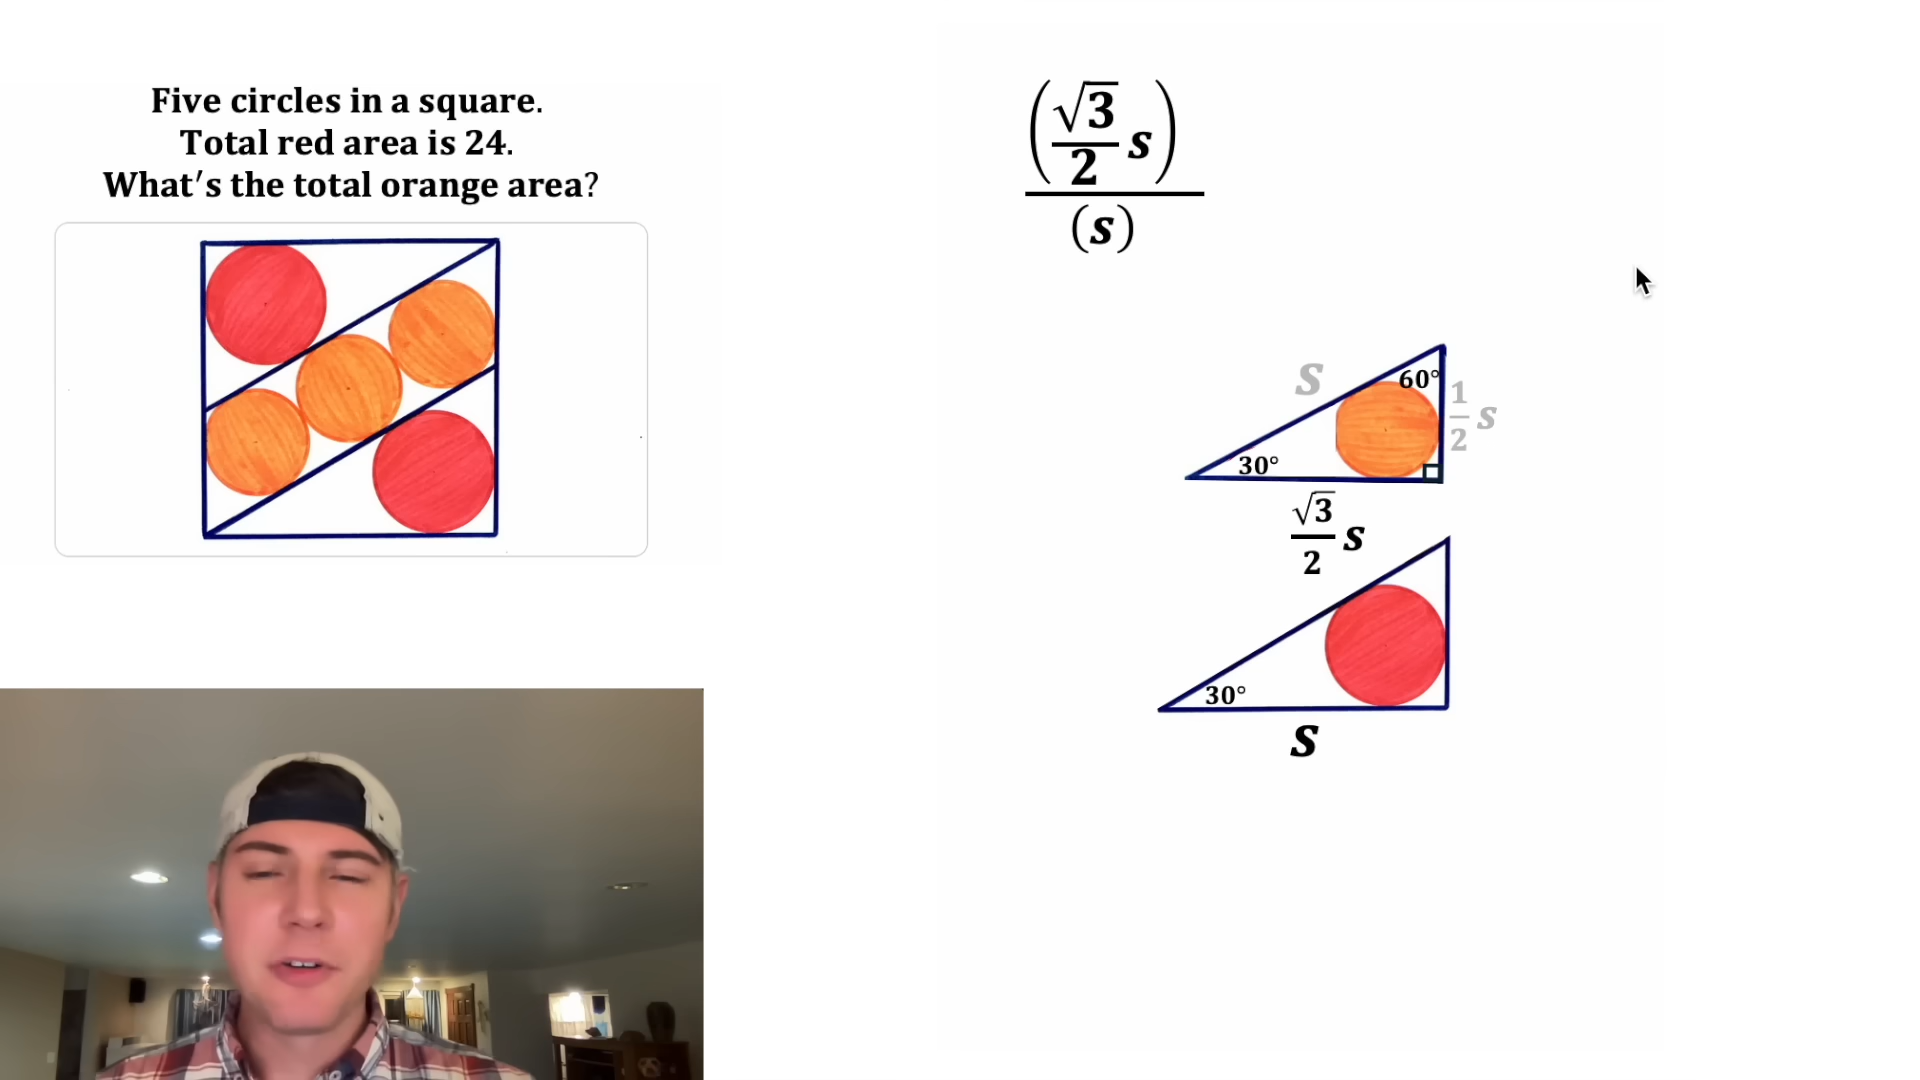 Five circles in a square.
Total red area is 24.
What's the total orange area?
(√3/2 s)
(s)
s
60°
1/2 s
30°
√3/2 s
30°
s